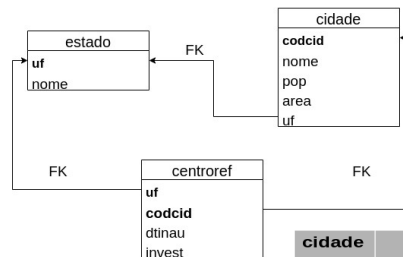 estado
uf
nome
FK
cidade
codcid
nome
pop
area
uf
FK
centroref
uf
codcid
dtinau
invest
FK
cidade